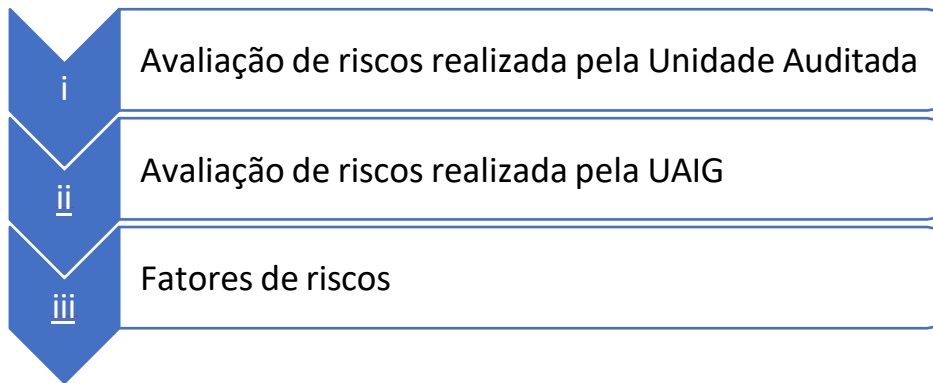 i
Avaliação de riscos realizada pela Unidade Auditada
ii
Avaliação de riscos realizada pela UAIG
iii
Fatores de riscos